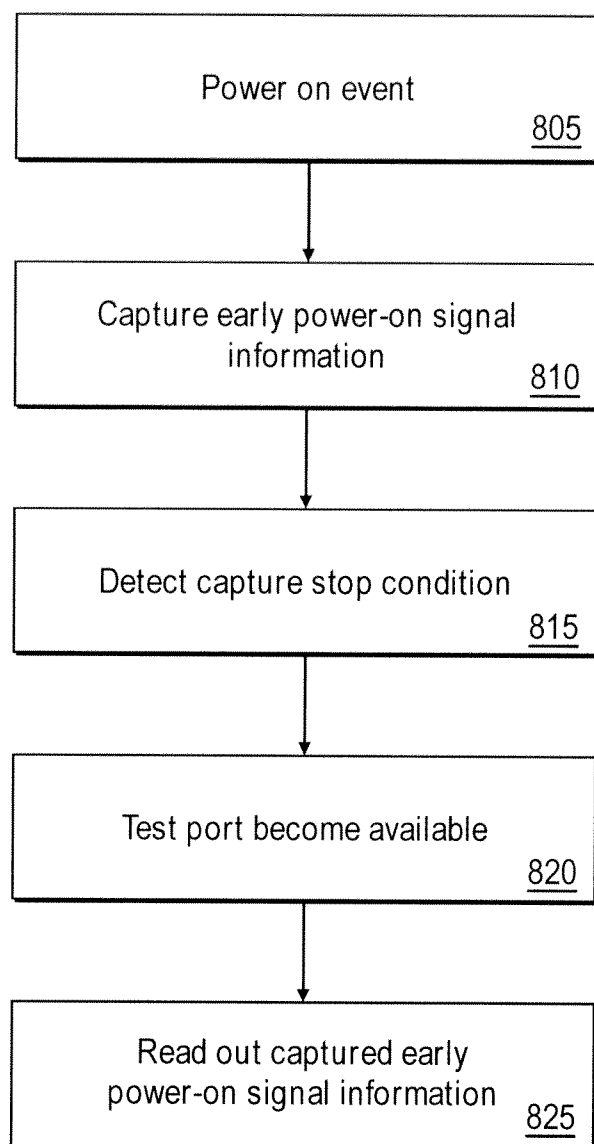 Power on event
805
Capture early power-on signal
information
810
Detect capture stop condition
815
Test port become available
820
Read out captured early
power-on signal information
825